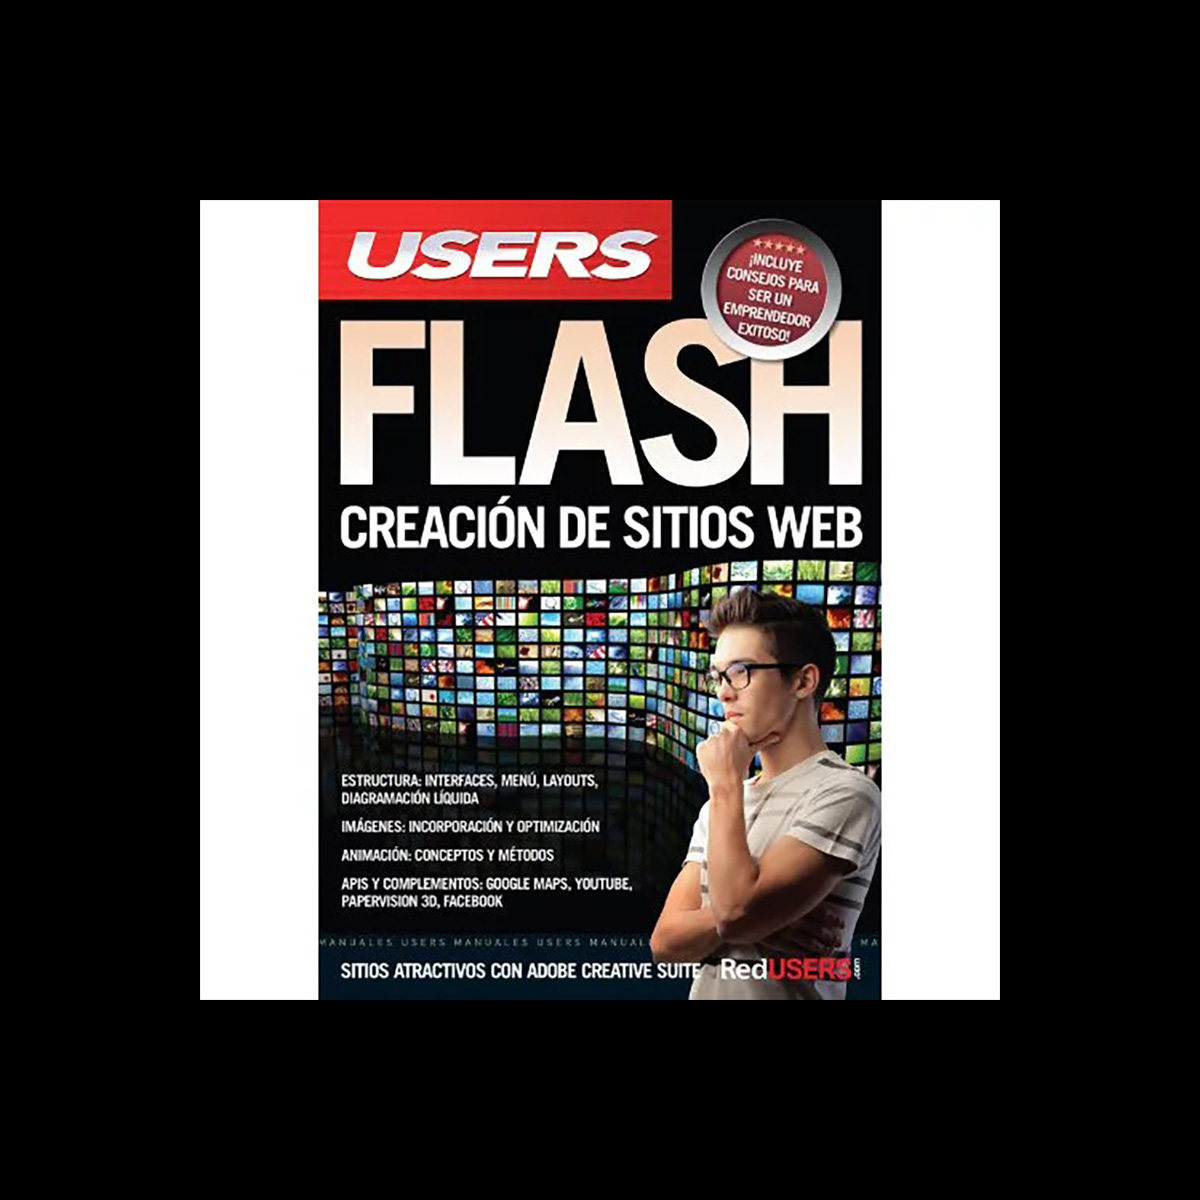 USERS
★★★★★
¡INCLUYE
CONSEJOS PARA
SER UN
EMPRENDEDOR
EXITOSO!
FLASH
CREACIÓN DE SITIOS WEB
ESTRUCTURA: INTERFACES, MENÚ, LAYOUTS,
DIAGRAMACIÓN LÍQUIDA
IMÁGENES: INCORPORACIÓN Y OPTIMIZACIÓN
ANIMACIÓN: CONCEPTOS Y MÉTODOS
APIS Y COMPLEMENTOS: GOOGLE MAPS, YOUTUBE,
PAPERVISION 3D, FACEBOOK
MANUALES USERS MANUALES USERS MANUAL MA
SITIOS ATRACTIVOS CON ADOBE CREATIVE SUITE RedUSERS.com